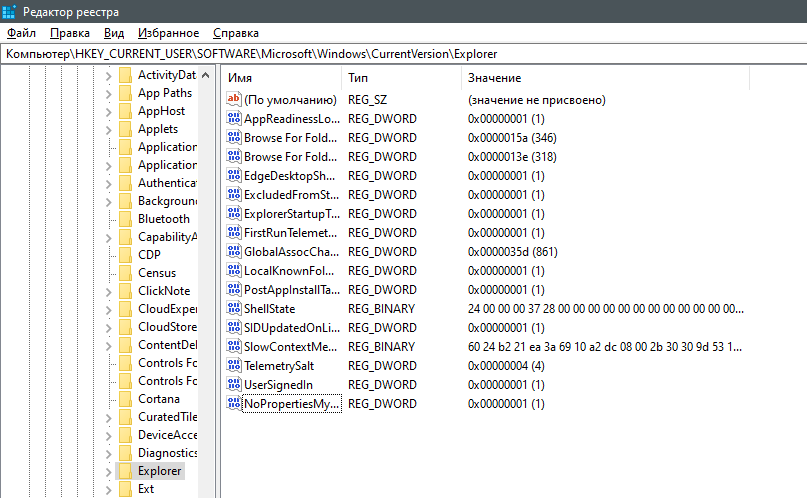 Редактор реестра
Файл Правка Вид Избранное Справка
Компьютер\HKEY_CURRENT_USER\SOFTWARE\Microsoft\Windows\CurrentVersion\Explorer
ActivityDat
App Paths
AppHost
Applets
Application
Application
Authentica
Backgroun
Bluetooth
CapabilityA
CDP
Census
ClickNote
CloudExper
CloudStore
ContentDel
Controls Fo
Controls Fo
Cortana
CuratedTile
DeviceAcce
Diagnostics
Explorer
Ext
Имя Тип Значение
ab (По умолчанию) REG_SZ (значение не присвоено)
AppReadinessLo... REG_DWORD 0x00000001 (1)
Browse For Fold... REG_DWORD 0x0000015a (346)
Browse For Fold... REG_DWORD 0x0000013e (318)
EdgeDesktopSh... REG_DWORD 0x00000001 (1)
ExcludedFromSt... REG_DWORD 0x00000001 (1)
ExplorerStartupT... REG_DWORD 0x00000001 (1)
FirstRunTelemet... REG_DWORD 0x00000001 (1)
GlobalAssocCha... REG_DWORD 0x0000035d (861)
LocalKnownFol... REG_DWORD 0x00000001 (1)
PostAppInstallTa... REG_DWORD 0x00000001 (1)
ShellState REG_BINARY 24 00 00 00 37 28 00 00 00 00 00 00 00 00 00 00 00 00...
SIDUpdatedOnLi... REG_DWORD 0x00000001 (1)
SlowContextMe... REG_BINARY 60 24 b2 21 ea 3a 69 10 a2 dc 08 00 2b 30 30 9d 53 1...
TelemetrySalt REG_DWORD 0x00000004 (4)
UserSignedIn REG_DWORD 0x00000001 (1)
NoPropertiesMy... REG_DWORD 0x00000001 (1)